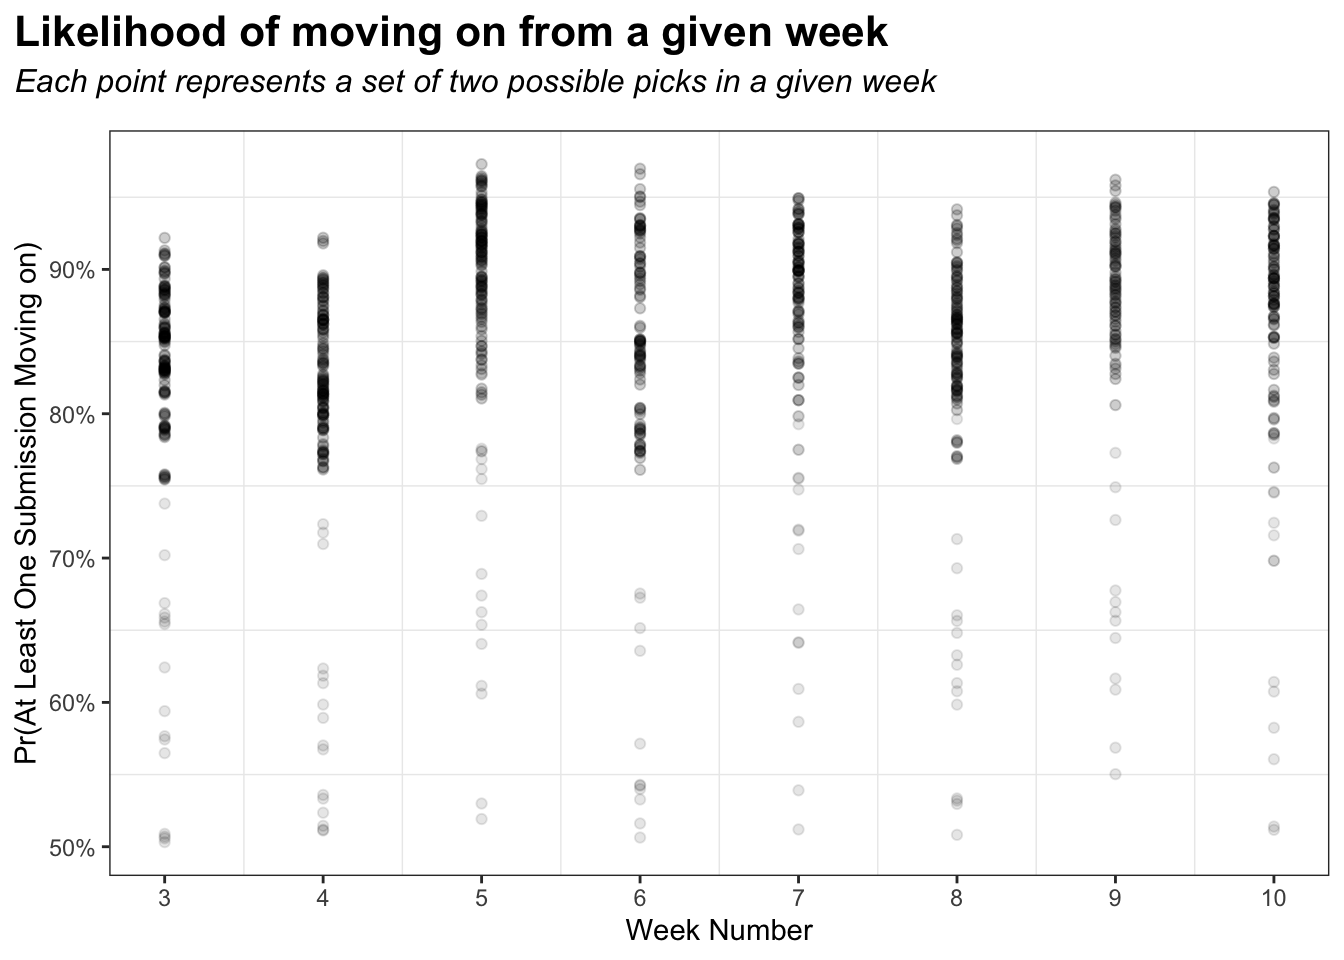 Likelihood of moving on from a given week
Each point represents a set of two possible picks in a given week
Pr(At Least One Submission Moving on)
90%
80%
70%
60%
50%
3 4 5 6 7 8 9 10
Week Number